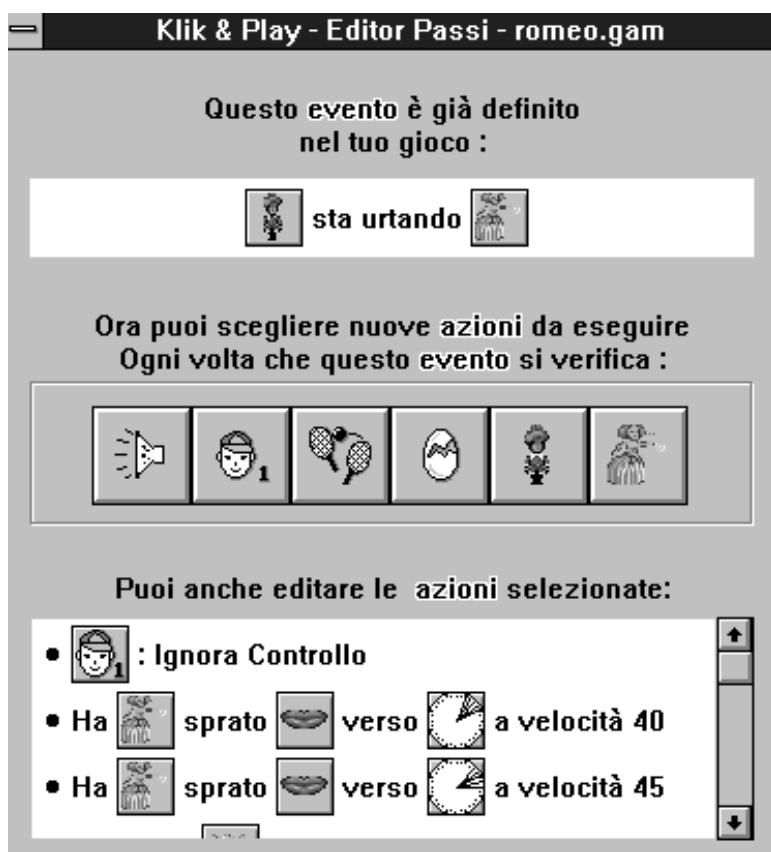 Klik & Play - Editor Passi - romeo.gam
Questo evento è già definito
nel tuo gioco :
sta urtando
Ora puoi scegliere nuove azioni da eseguire
Ogni volta che questo evento si verifica :
1
Puoi anche editare le azioni selezionate:
• 1 : Ignora Controllo
• Ha sprato verso a velocità 40
• Ha sprato verso a velocità 45